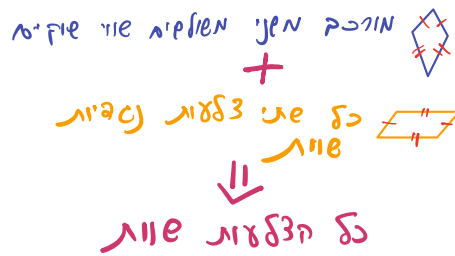 מורכב משני משולשים שווי שוקיים
+
כל שתי צלעות נגדיות
שוות
כל הצלעות שוות